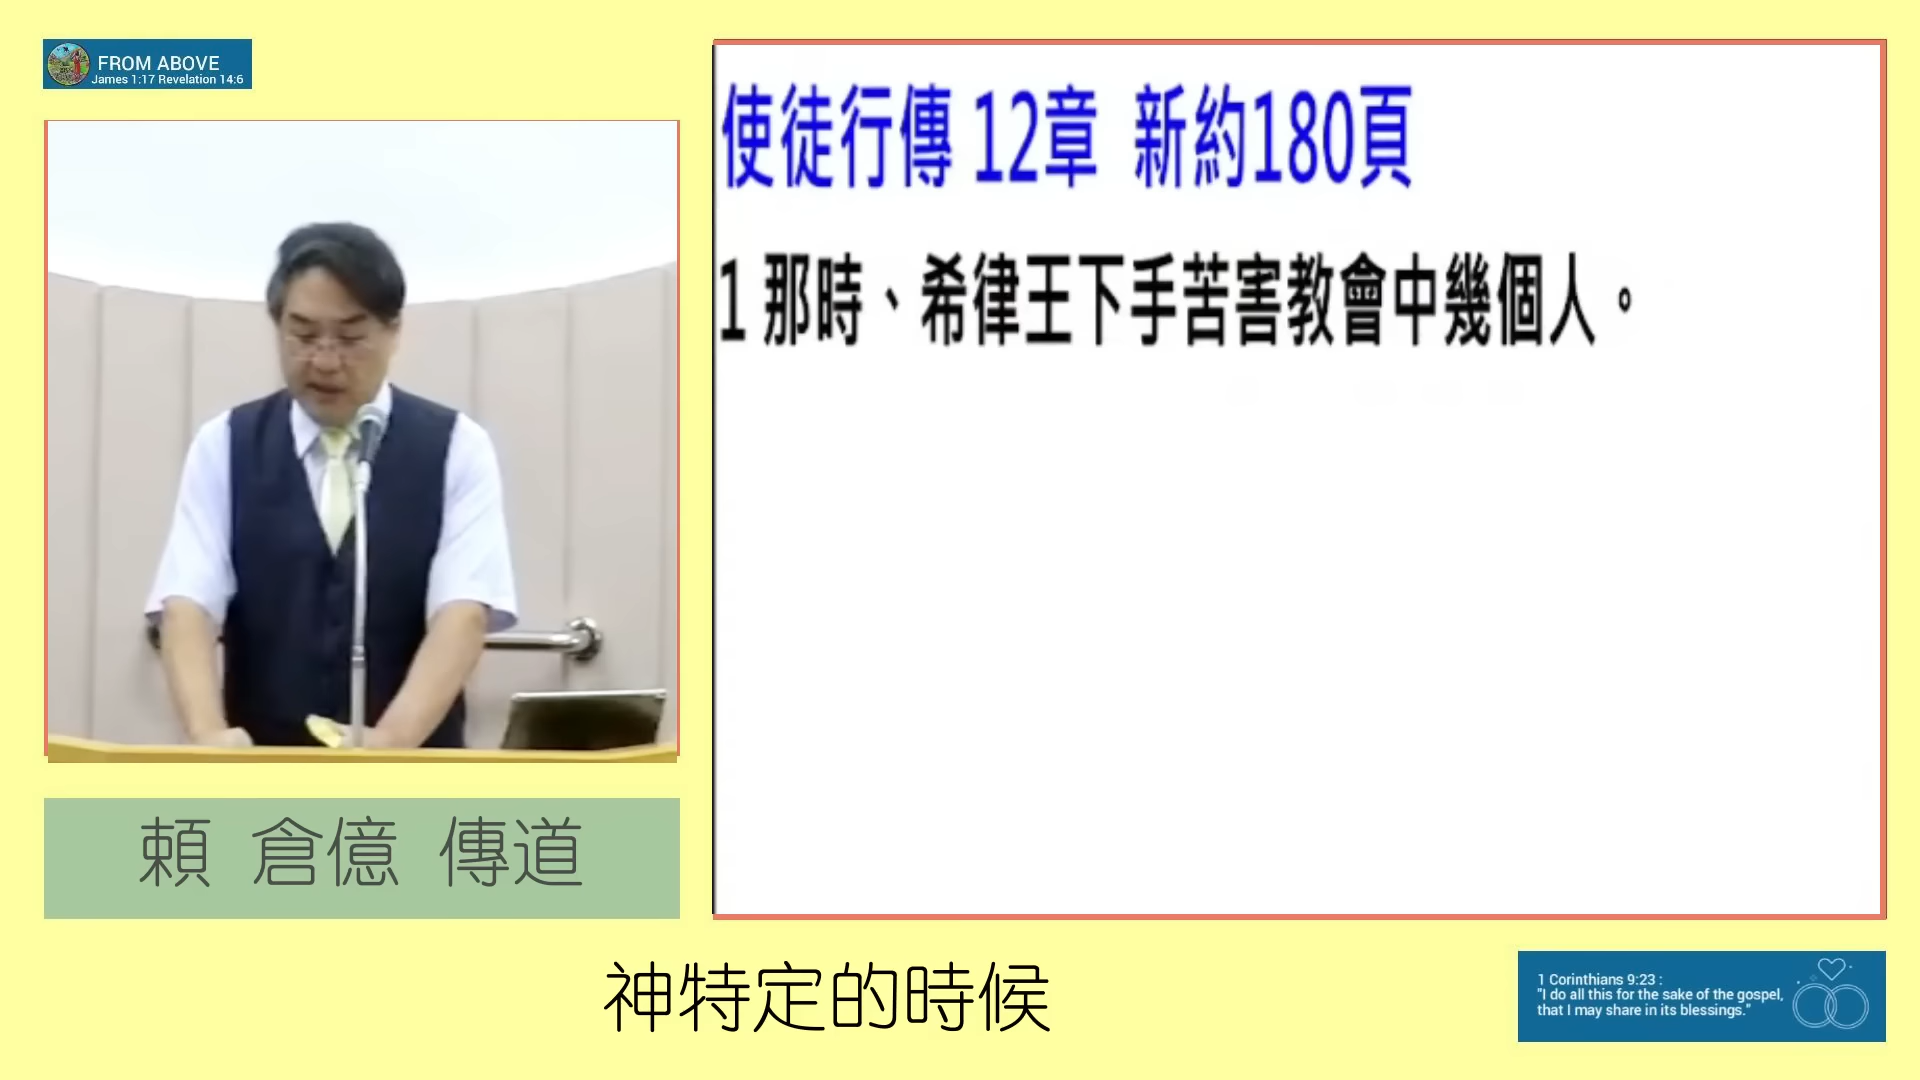 FROM ABOVE
James 1:17 Revelation 14:6
使徒行傳 12章 新約180頁
1 那時、希律王下手苦害教會中幾個人。
賴 倉億 傳道
神特定的時候
1 Corinthians 9:23 :
"I do all this for the sake of the gospel,
that I may share in its blessings."